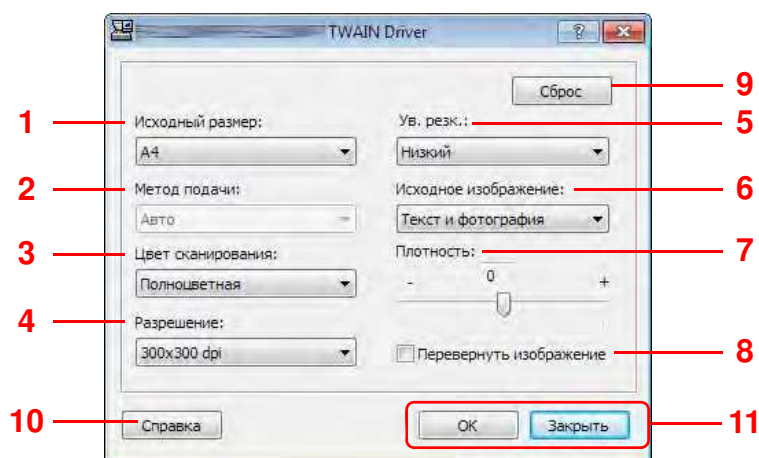 TWAIN Driver
Сброс
9
1
Исходный размер:
Ув. резк.:
5
A4
Низкий
2
Метод подачи:
Исходное изображение:
6
Авто
Текст и фотография
3
Цвет сканирования:
Плотность:
7
Полноцветная
- 0 +
4
Разрешение:
300x300 dpi
Перевернуть изображение
8
10
Справка
OK
Закрыть
11